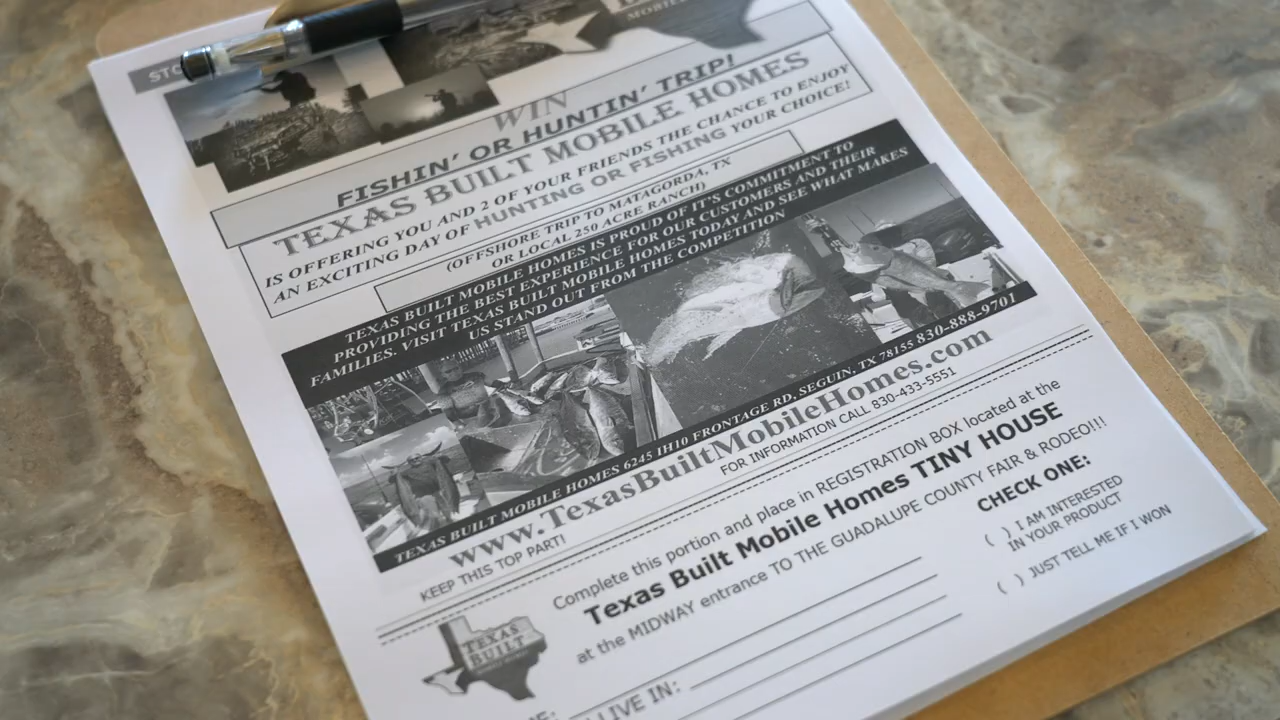 STO
MOBILE
WIN
FISHIN' OR HUNTIN' TRIP!
TEXAS BUILT MOBILE HOMES
IS OFFERING YOU AND 2 OF YOUR FRIENDS THE CHANCE TO ENJOY
AN EXCITING DAY OF HUNTING OR FISHING YOUR CHOICE!
(OFFSHORE TRIP TO MATAGORDA, TX
OR LOCAL 250 ACRE RANCH)
TEXAS BUILT MOBILE HOMES IS PROUD OF IT'S COMMITMENT TO
PROVIDING THE BEST EXPERIENCE FOR OUR CUSTOMERS AND THEIR
FAMILIES. VISIT TEXAS BUILT MOBILE HOMES TODAY AND SEE WHAT MAKES
US STAND OUT FROM THE COMPETITION
TEXAS BUILT MOBILE HOMES 6245 IH10 FRONTAGE RD, SEGUIN, TX 78155 830-888-9701
www.TexasBuiltMobileHomes.com
KEEP THIS TOP PART!
FOR INFORMATION CALL 830-433-5551
Complete this portion and place in REGISTRATION BOX located at the
Texas Built Mobile Homes TINY HOUSE
at the MIDWAY entrance TO THE GUADALUPE COUNTY FAIR & RODEO!!!
CHECK ONE:
( ) I AM INTERESTED
IN YOUR PRODUCT
( ) JUST TELL ME IF I WON
TEXAS
BUILT
LIVE IN: